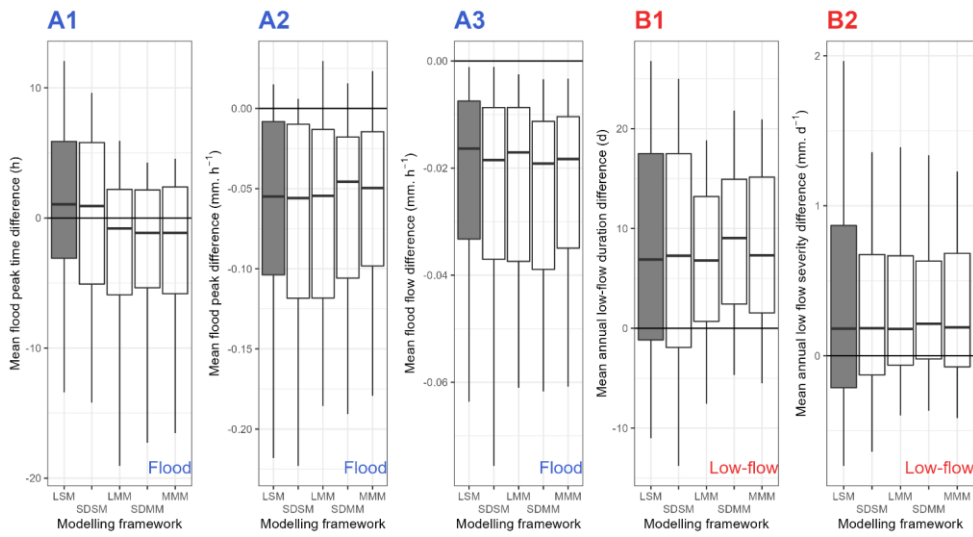 A1
Mean flood peak time difference (h)
10
0
-10
-20
Flood
LSM
SDSM
LMM
SDMM
MMM
Modelling framework
A2
Mean flood peak difference (mm. h⁻¹)
0.00
-0.05
-0.10
-0.15
-0.20
Flood
LSM
SDSM
LMM
SDMM
MMM
Modelling framework
A3
Mean flood flow difference (mm. h⁻¹)
0.00
-0.02
-0.04
-0.06
Flood
LSM
SDSM
LMM
SDMM
MMM
Modelling framework
B1
Mean annual low-flow duration difference (d)
20
10
0
-10
Low-flow
LSM
SDSM
LMM
SDMM
MMM
Modelling framework
B2
Mean annual low flow severity difference (mm. d⁻¹)
2
1
0
Low-flow
LSM
SDSM
LMM
SDMM
MMM
Modelling framework